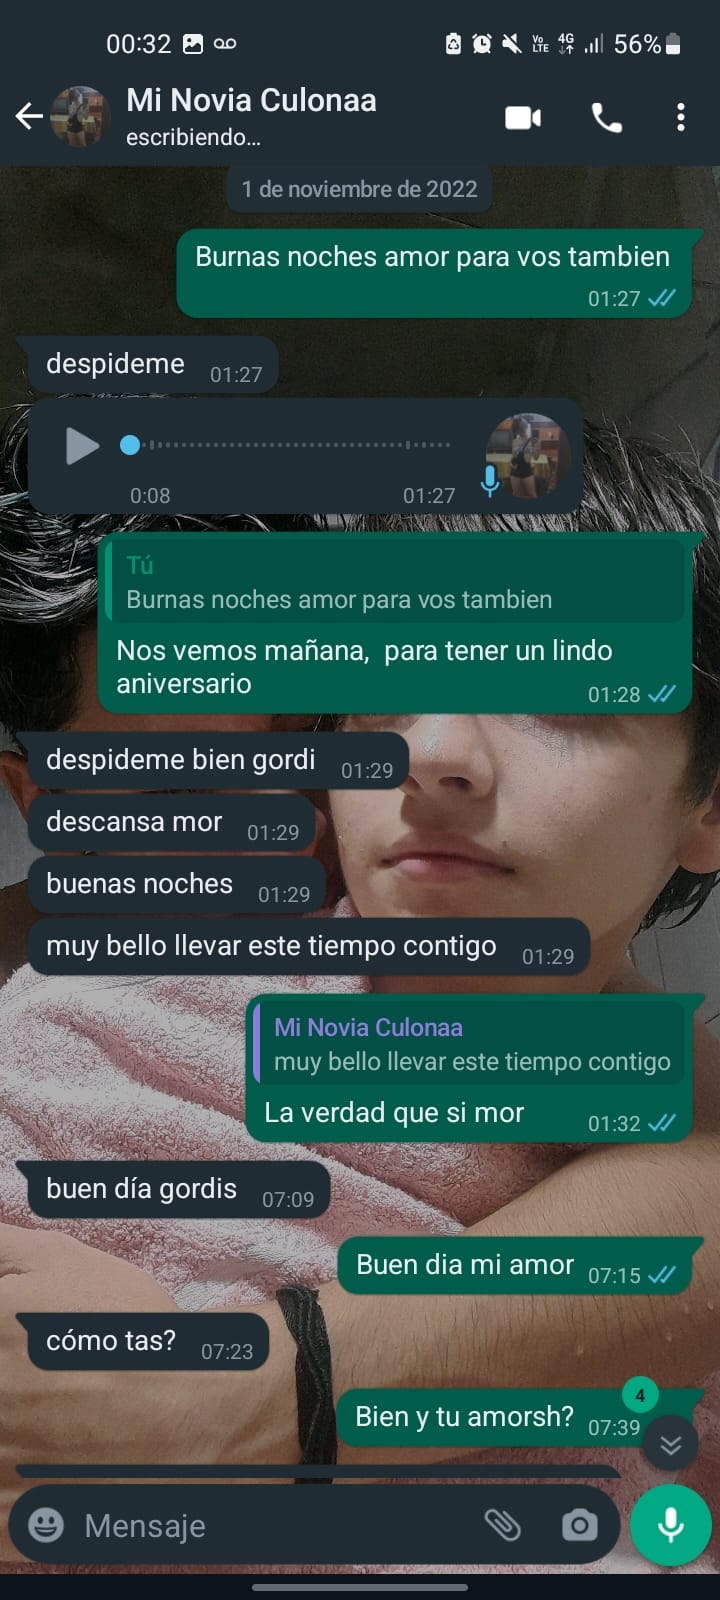 00:32
Vo LTE 4G 56%
Mi Novia Culonaa
escribiendo...
1 de noviembre de 2022
Burnas noches amor para vos tambien
01:27
despideme 01:27
0:08 01:27
Tú
Burnas noches amor para vos tambien
Nos vemos mañana, para tener un lindo
aniversario
01:28
despideme bien gordi 01:29
descansa mor 01:29
buenas noches 01:29
muy bello llevar este tiempo contigo 01:29
Mi Novia Culonaa
muy bello llevar este tiempo contigo
La verdad que si mor 01:32
buen día gordis 07:09
Buen dia mi amor 07:15
cómo tas? 07:23
4
Bien y tu amorsh? 07:39
Mensaje